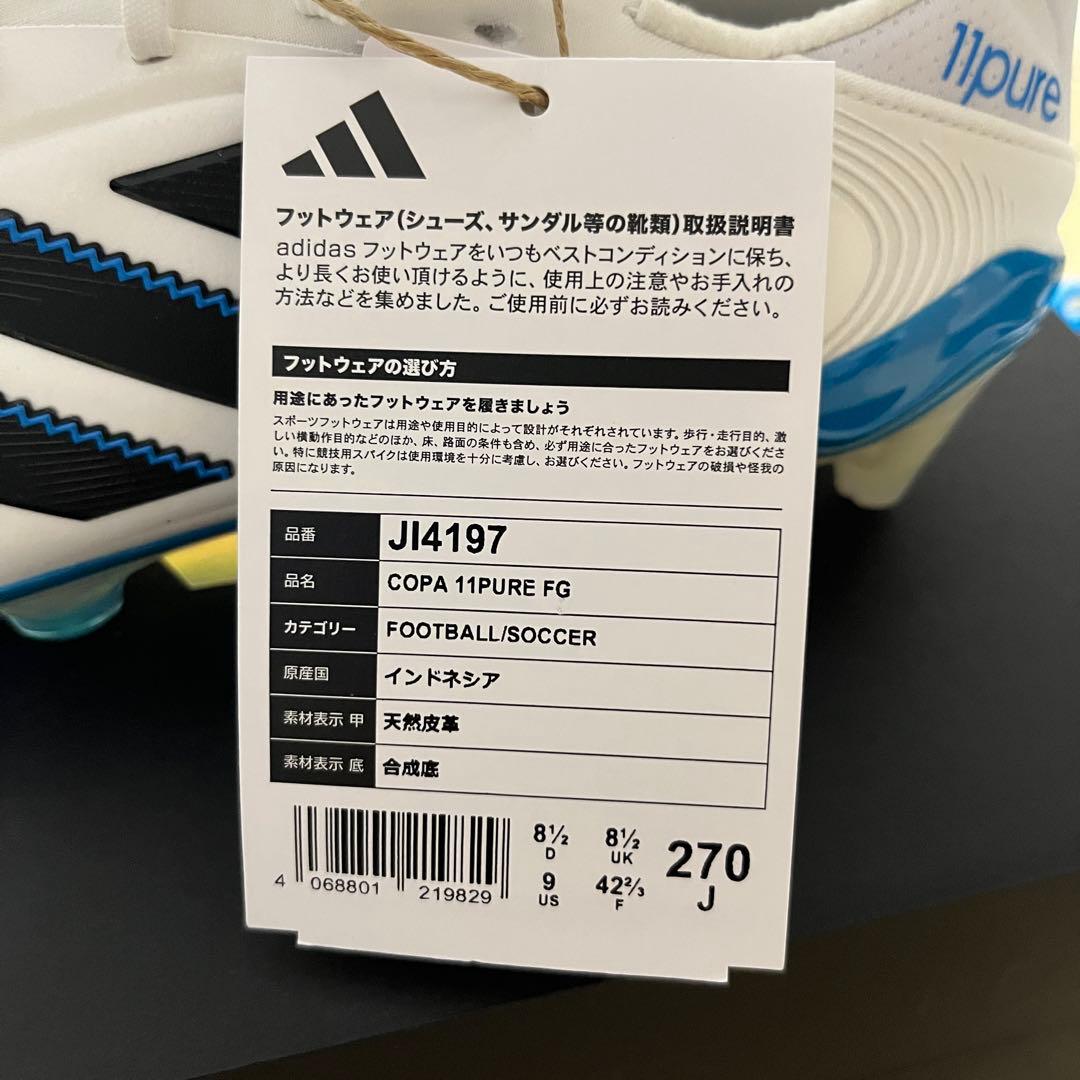 11pure
フットウェア(シューズ、サンダル等の靴類)取扱説明書
adidas フットウェアをいつもベストコンディションに保ち、
より長くお使い頂けるように、使用上の注意やお手入れの
方法などを集めました。ご使用前に必ずお読みください。
フットウェアの選び方
用途にあったフットウェアを履きましょう
スポーツフットウェアは用途や使用目的によって設計がそれぞれされています。歩行・走行目的、激
しい横動作目的などのほか、床、路面の条件も含め、必ず用途に合ったフットウェアをお選びくださ
い。特に競技用スパイクは使用環境を十分に考慮し、お選びください。フットウェアの破損や怪我の
原因になります。
品番 JI4197
品名 COPA 11PURE FG
カテゴリー FOOTBALL/SOCCER
原産国 インドネシア
素材表示 甲 天然皮革
素材表示 底 合成底
8½ D 8½ UK 270 J
9 US 42⅔ F
4 068801 219829